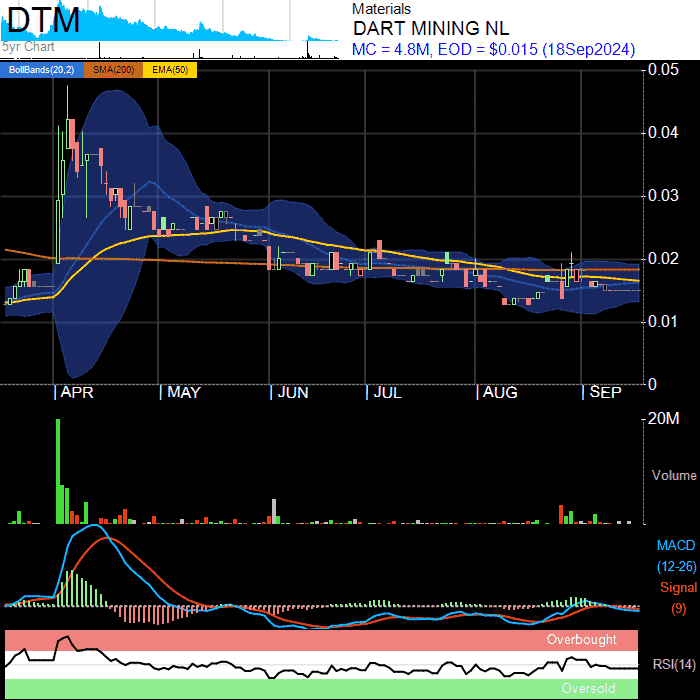 DTM
5yr Chart
Materials
DART MINING NL
MC = 4.8M, EOD = $0.015 (18Sep2024)
BollBands(20,2) SMA(200) EMA(50)
0.05
0.04
0.03
0.02
0.01
0
APR MAY JUN JUL AUG SEP
20M
Volume
MACD
(12-26)
Signal
(9)
Overbought
RSI(14)
Oversold